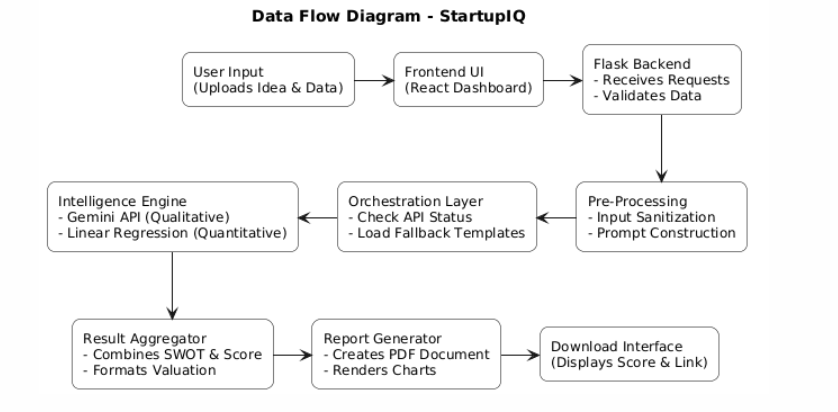 Data Flow Diagram - StartupIQ
User Input
(Uploads Idea & Data)
Frontend UI
(React Dashboard)
Flask Backend
- Receives Requests
- Validates Data
Pre-Processing
- Input Sanitization
- Prompt Construction
Orchestration Layer
- Check API Status
- Load Fallback Templates
Intelligence Engine
- Gemini API (Qualitative)
- Linear Regression (Quantitative)
Result Aggregator
- Combines SWOT & Score
- Formats Valuation
Report Generator
- Creates PDF Document
- Renders Charts
Download Interface
(Displays Score & Link)